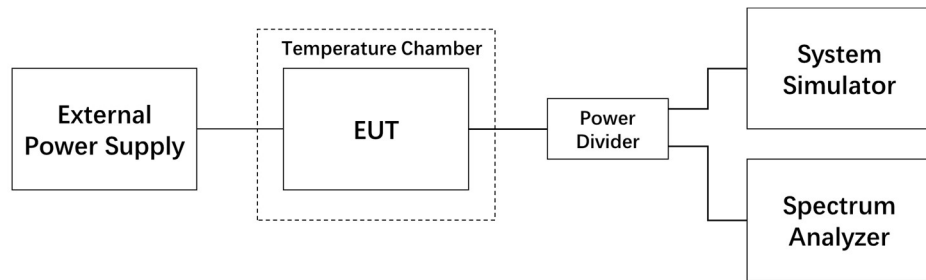 Temperature Chamber
External
Power Supply
EUT
Power
Divider
System
Simulator
Spectrum
Analyzer